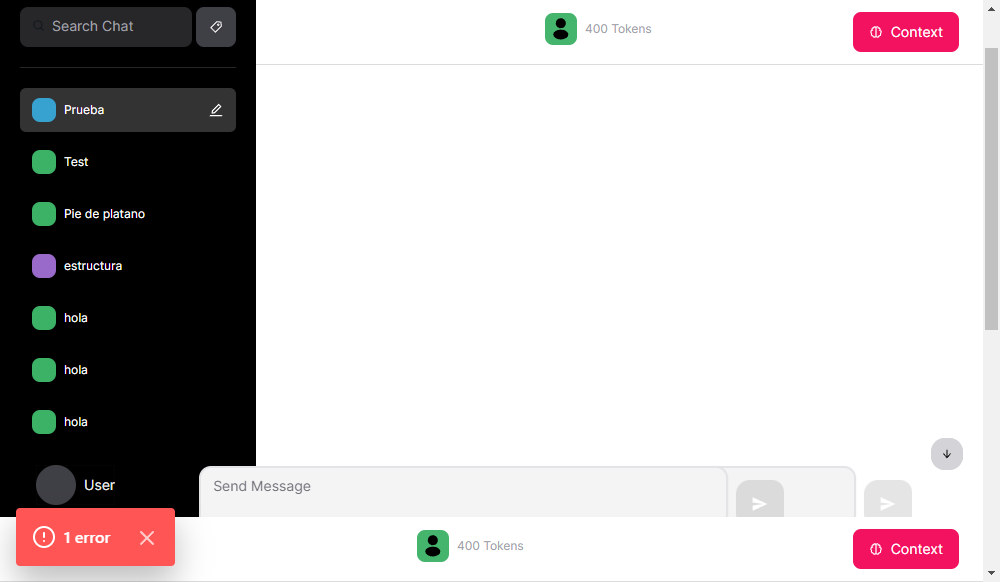 Search Chat
400 Tokens
Context
Prueba
Test
Pie de platano
estructura
hola
hola
hola
User
Send Message
1 error
400 Tokens
Context